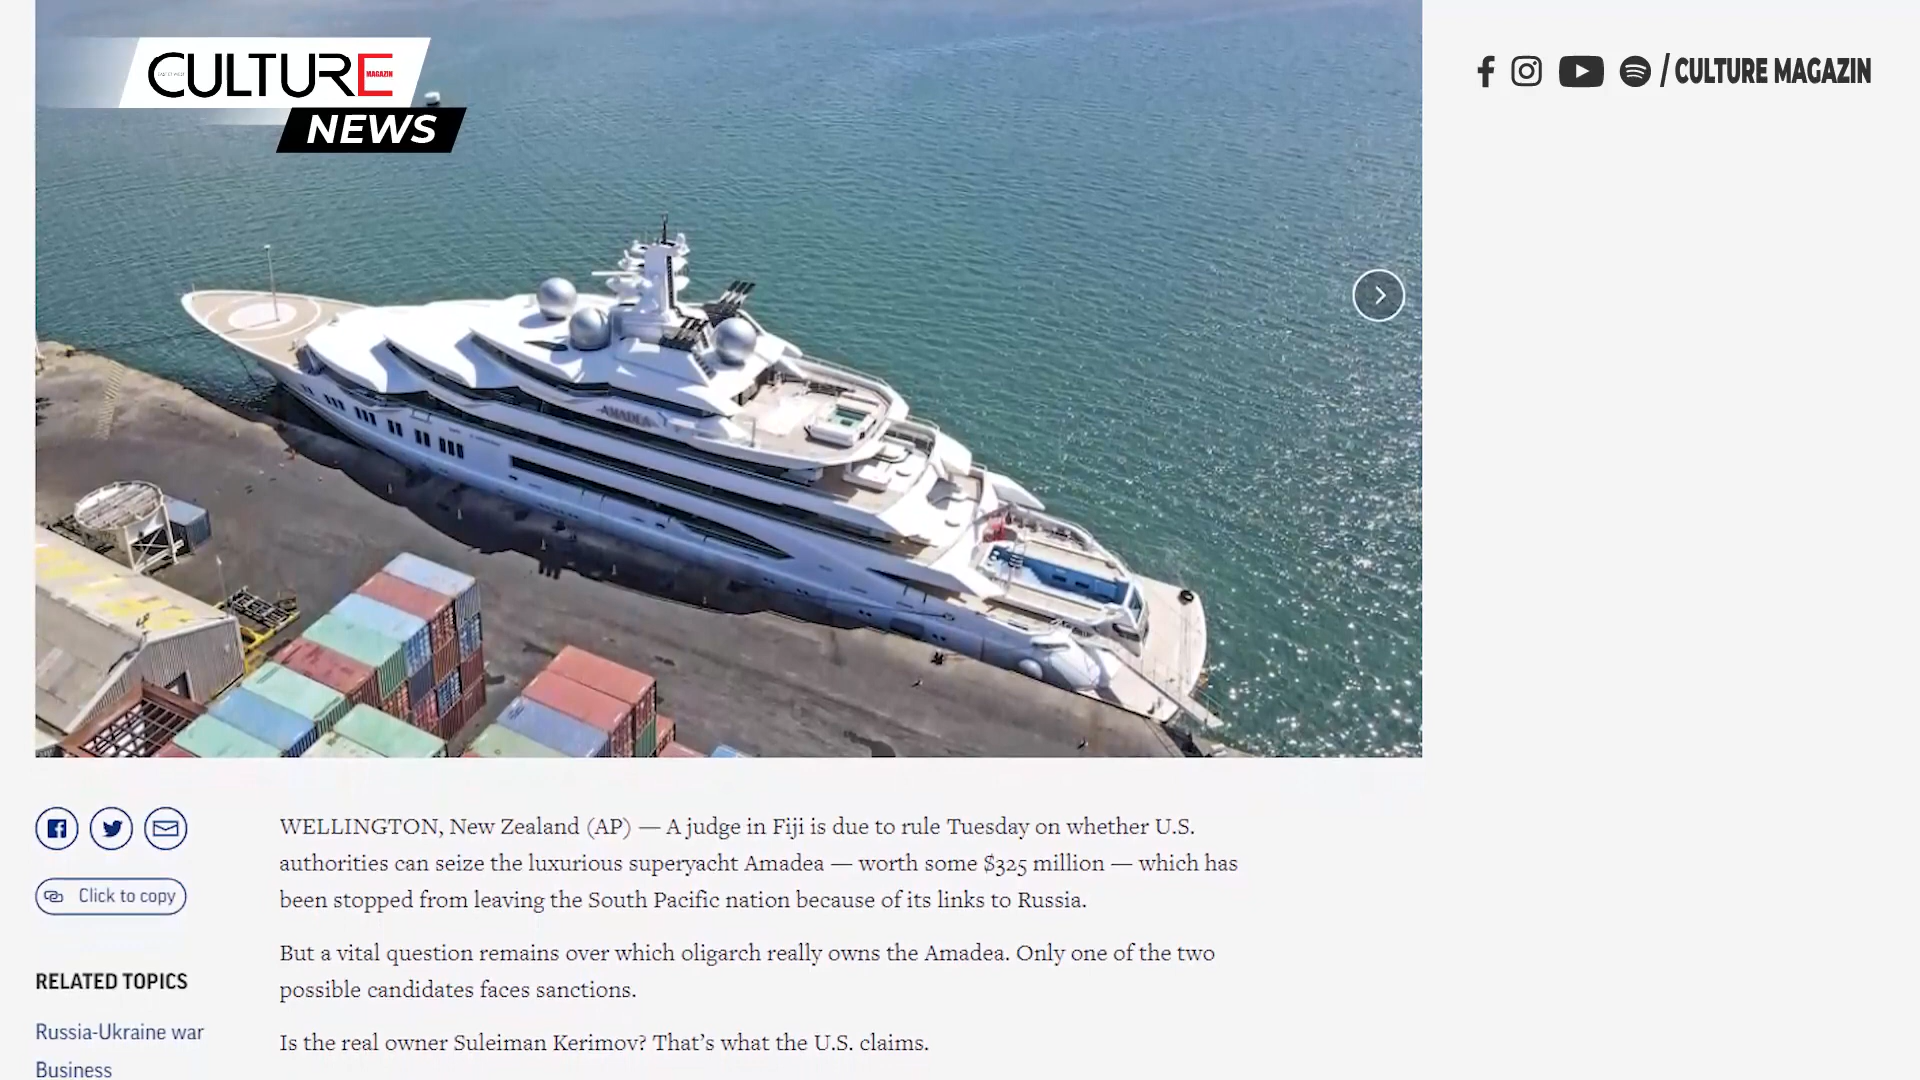 CULTURE
MAGAZIN
NEWS
/ CULTURE MAGAZIN
AMADEA
WELLINGTON, New Zealand (AP) — A judge in Fiji is due to rule Tuesday on whether U.S.
authorities can seize the luxurious superyacht Amadea — worth some $325 million — which has
been stopped from leaving the South Pacific nation because of its links to Russia.
But a vital question remains over which oligarch really owns the Amadea. Only one of the two
possible candidates faces sanctions.
Is the real owner Suleiman Kerimov? That’s what the U.S. claims.
Click to copy
RELATED TOPICS
Russia-Ukraine war
Business